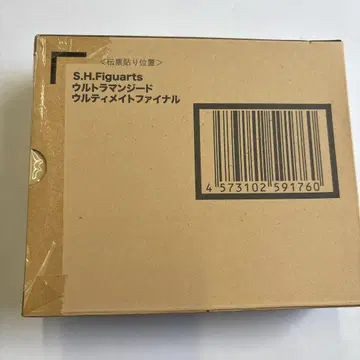 <伝票貼り位置>
S.H.Figuarts
ウルトラマンジード
ウルティメイトファイナル
4 573102 591760